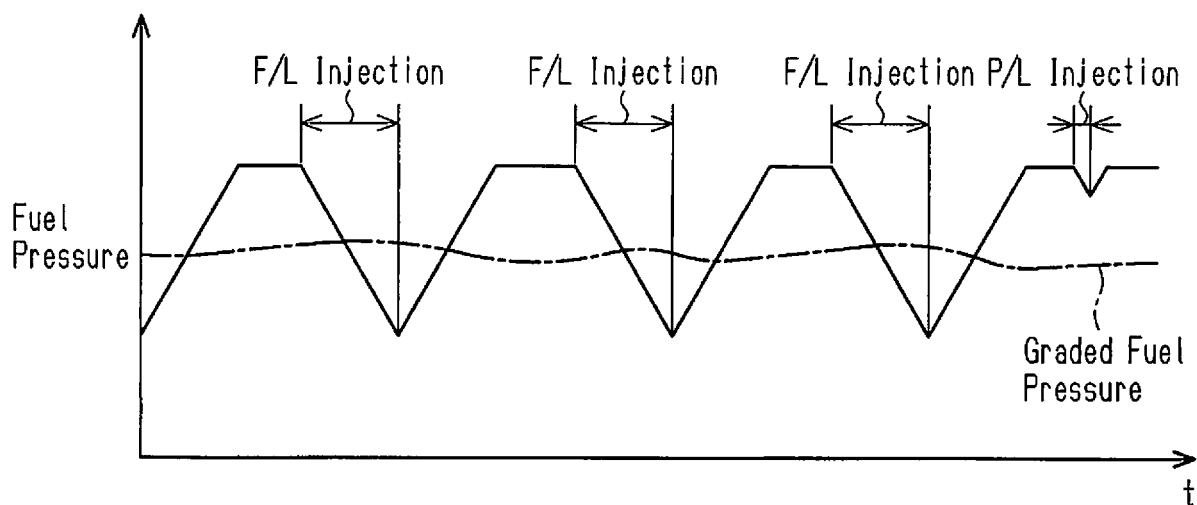 F/L Injection
F/L Injection
F/L Injection
P/L Injection
Fuel
Pressure
Graded Fuel
Pressure
t